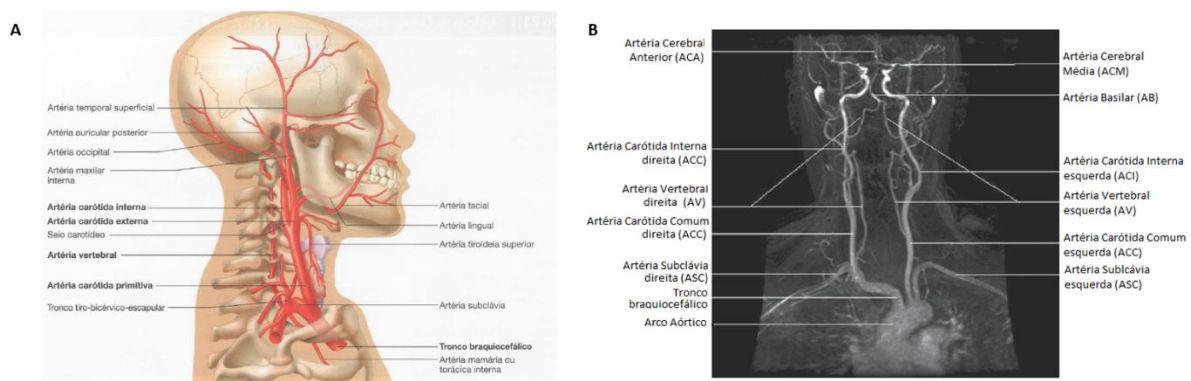 A
Artéria temporal superficial
Artéria auricular posterior
Artéria occipital
Artéria maxilar
interna
Artéria carótida interna
Artéria carótida externa
Seio carotídeo
Artéria vertebral
Artéria carótida primitiva
Tronco tiro-bicérvico-escapular
Artéria facial
Artéria lingual
Artéria tiroideia superior
Artéria subclávia
Tronco braquiocefálico
Artéria mamária ou
torácica interna
B
Artéria Cerebral
Anterior (ACA)
Artéria Carótida Interna
direita (ACC)
Artéria Vertebral
direita (AV)
Artéria Carótida Comum
direita (ACC)
Artéria Subclávia
direita (ASC)
Tronco
braquiocefálico
Arco Aórtico
Artéria Cerebral
Média (ACM)
Artéria Basilar (AB)
Artéria Carótida Interna
esquerda (ACI)
Artéria Vertebral
esquerda (AV)
Artéria Carótida Comum
esquerda (ACC)
Artéria Sublcávia
esquerda (ASC)